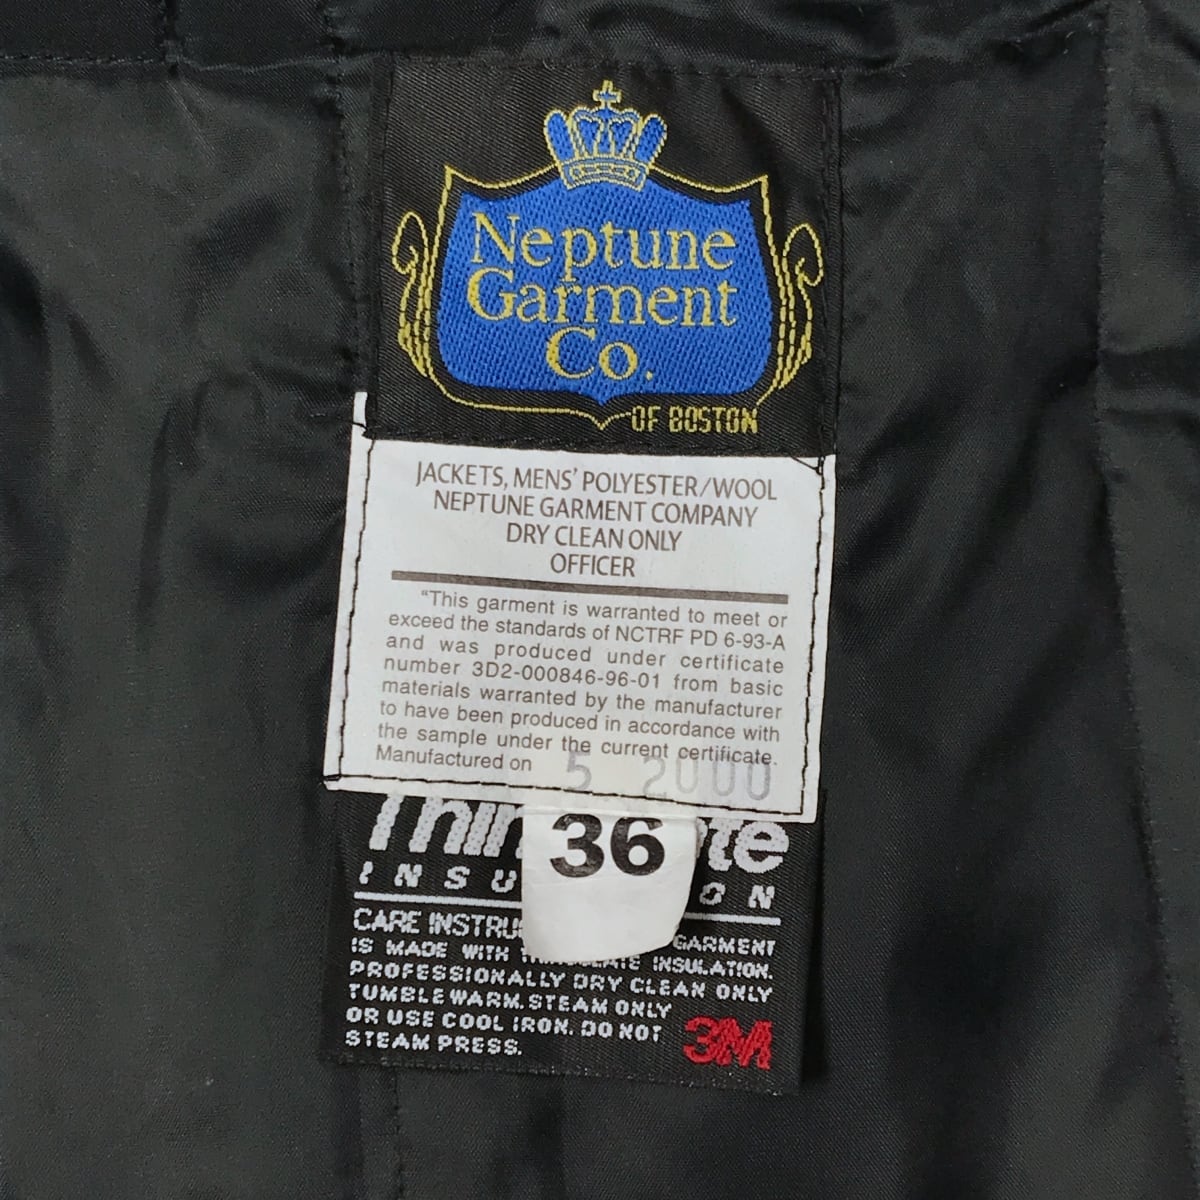 Neptune
Garment
Co.
OF BOSTON
JACKETS, MENS' POLYESTER/WOOL
NEPTUNE GARMENT COMPANY
DRY CLEAN ONLY
OFFICER
"This garment is warranted to meet or
exceed the standards of NCTRF PD 6-93-A
and was produced under certificate
number 3D2-000846-96-01 from basic
materials warranted by the manufacturer
to have been produced in accordance with
the sample under the current certificate.
Manufactured on 5 2000
36
CARE GARMENT
IS MADE WITH INSULATION.
PROFESSIONALLY DRY CLEAN ONLY
TUMBLE WARM. STEAM ONLY
OR USE COOL IRON. DO NOT
STEAM PRESS.
3M